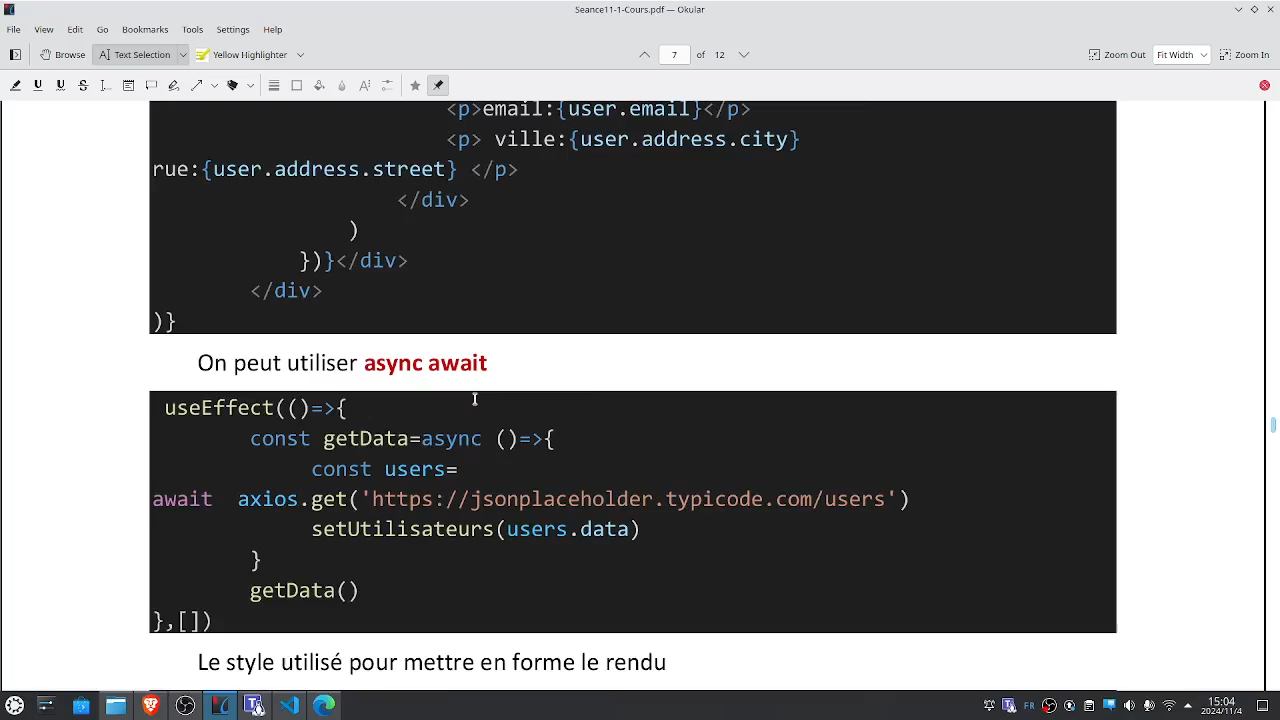 Seance11-1-Cours.pdf — Okular
File View Edit Go Bookmarks Tools Settings Help
Browse Text Selection Yellow Highlighter 7 of 12 Zoom Out Fit Width Zoom In
<p>email:{user.email}</p>
<p> ville:{user.address.city}
rue:{user.address.street} </p>
</div>
)
})}</div>
</div>
)}
On peut utiliser async await
useEffect(()=>{
const getData=async ()=>{
const users=
await axios.get('https://jsonplaceholder.typicode.com/users')
setUtilisateurs(users.data)
}
getData()
},[])
Le style utilisé pour mettre en forme le rendu
FR 15:04
2024/11/4